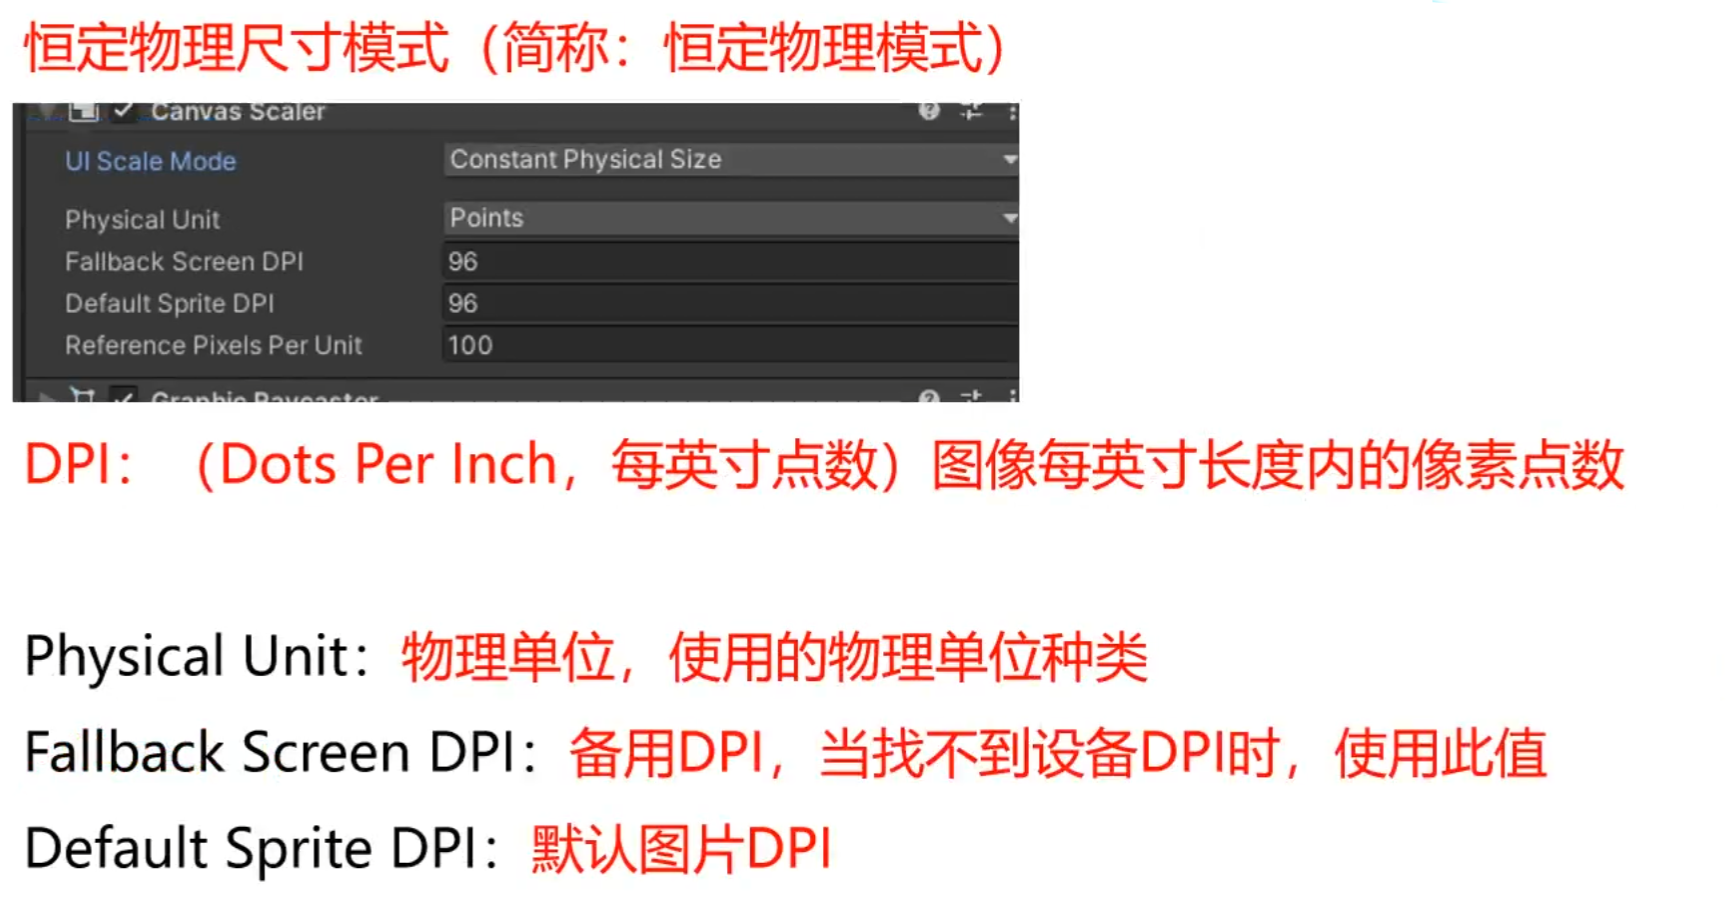 恒定物理尺寸模式（简称：恒定物理模式）
Canvas Scaler
UI Scale Mode Constant Physical Size
Physical Unit Points
Fallback Screen DPI 96
Default Sprite DPI 96
Reference Pixels Per Unit 100
Graphic Raycaster
DPI：（Dots Per Inch，每英寸点数）图像每英寸长度内的像素点数
Physical Unit：物理单位，使用的物理单位种类
Fallback Screen DPI：备用DPI，当找不到设备DPI时，使用此值
Default Sprite DPI：默认图片DPI